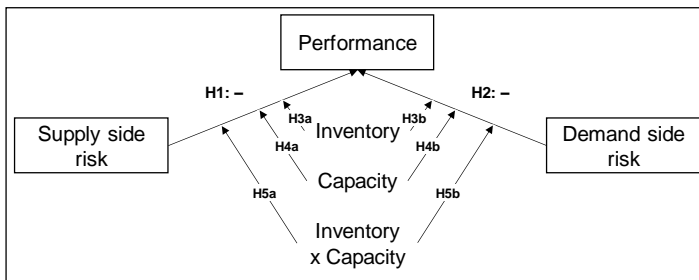 Performance
H1: –
H2: –
H3a
Inventory
H3b
Supply side
risk
H4a
H4b
Demand side
risk
Capacity
H5a
H5b
Inventory
x Capacity